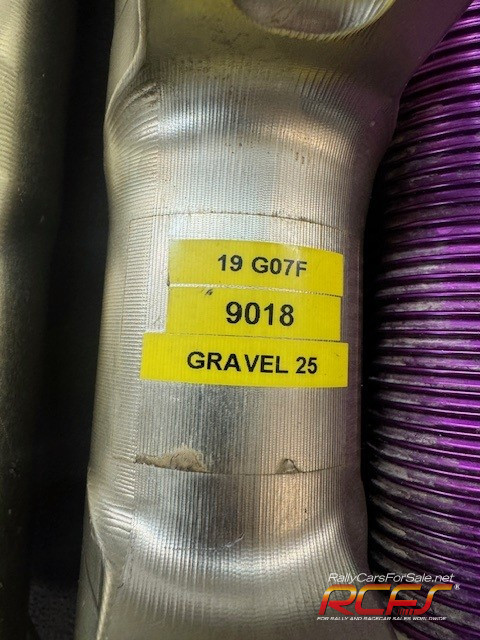 19 G07F
9018
GRAVEL 25
RallyCarsForSale.net
RCFS
FOR RALLY AND RACECAR SALES WORLDWIDE